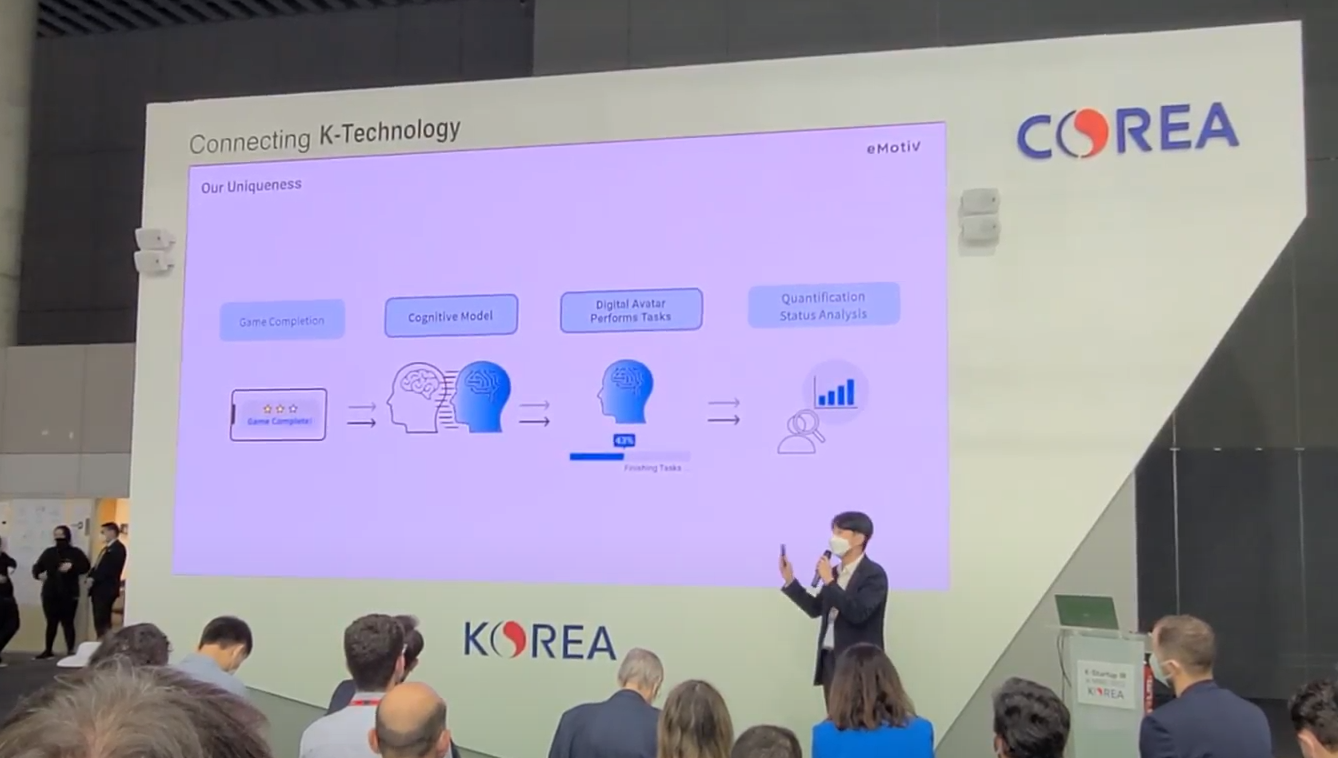 Connecting K-Technology
COREA
Our Uniqueness
eMotiV
Game Completion
Cognitive Model
Digital Avatar
Performs Tasks
Quantification
Status Analysis
Game Complete!
43%
Finishing Tasks ...
KOREA
K-Startup
KOREA